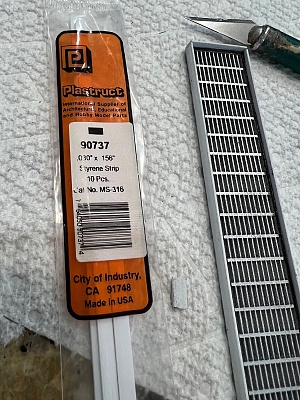 P
Plastruct
International Supplier of
Architectural, Educational
and Hobby Model Parts
90737
.030" x .156"
Styrene Strip
10 Pcs.
Cat No. MS-316
City of Industry,
CA 91748
Made in USA